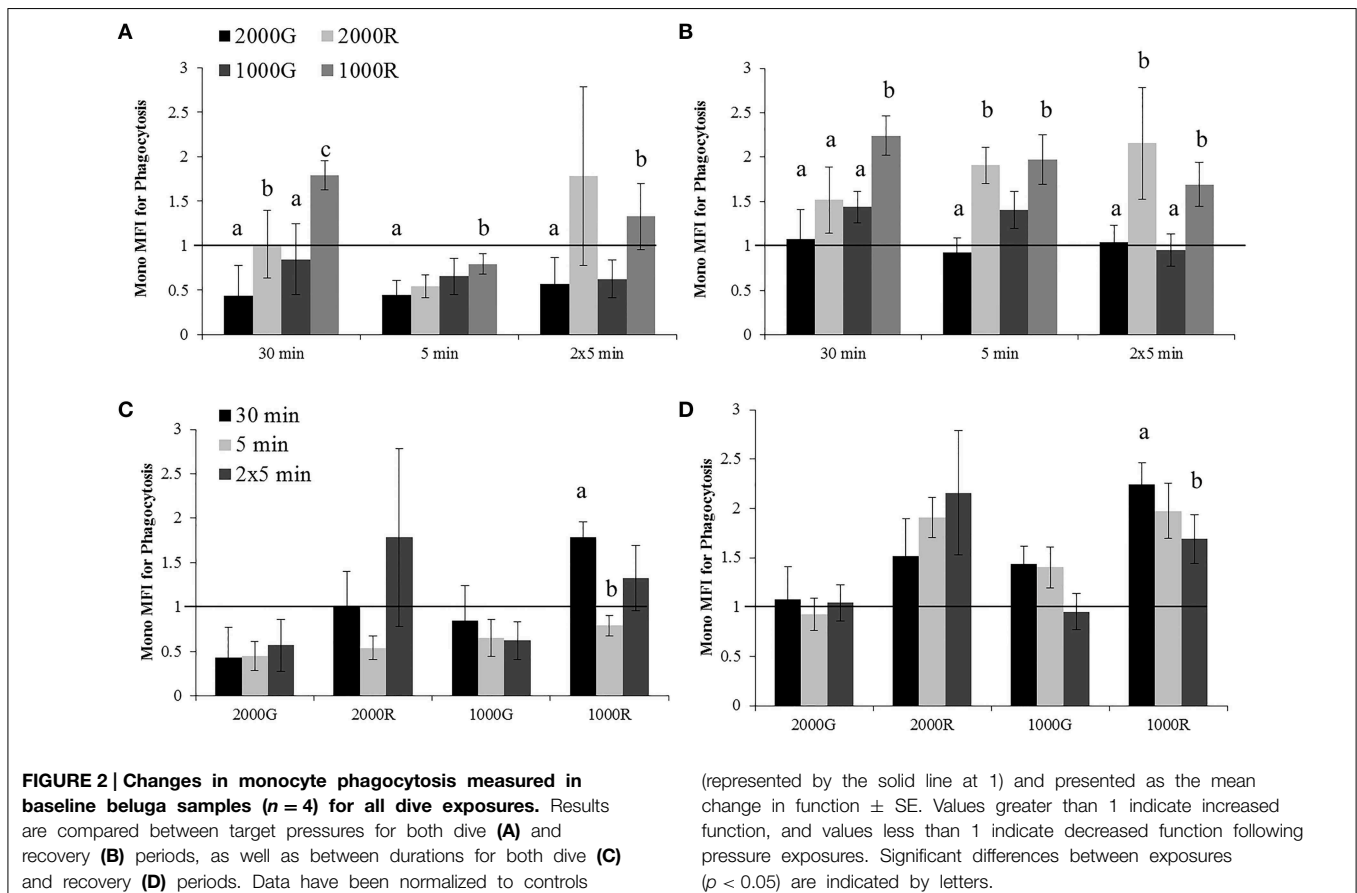 A
2000G 2000R
1000G 1000R
Mono MFI for Phagocytosis
3
2.5
2
1.5
1
0.5
0
a b a c
a b
a b
30 min 5 min 2x5 min
B
Mono MFI for Phagocytosis
3
2.5
2
1.5
1
0.5
0
a a a b
a b b
a b a b
30 min 5 min 2x5 min
C
30 min
5 min
2x5 min
Mono MFI for Phagocytosis
3
2.5
2
1.5
1
0.5
0
a b
2000G 2000R 1000G 1000R
D
Mono MFI for Phagocytosis
3
2.5
2
1.5
1
0.5
0
a b
2000G 2000R 1000G 1000R
FIGURE 2 | Changes in monocyte phagocytosis measured in
baseline beluga samples (n = 4) for all dive exposures. Results
are compared between target pressures for both dive (A) and
recovery (B) periods, as well as between durations for both dive (C)
and recovery (D) periods. Data have been normalized to controls
(represented by the solid line at 1) and presented as the mean
change in function ± SE. Values greater than 1 indicate increased
function, and values less than 1 indicate decreased function following
pressure exposures. Significant differences between exposures
(p < 0.05) are indicated by letters.